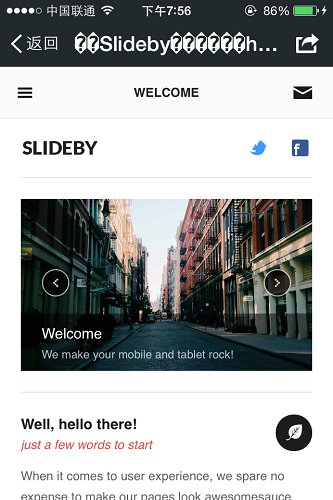 中国联通 下午7:56 86%
返回 ��Slideby������h...
WELCOME
SLIDEBY
Welcome
We make your mobile and tablet rock!
Well, hello there!
just a few words to start
When it comes to user experience, we spare no
expense to make our pages look awesomesauce